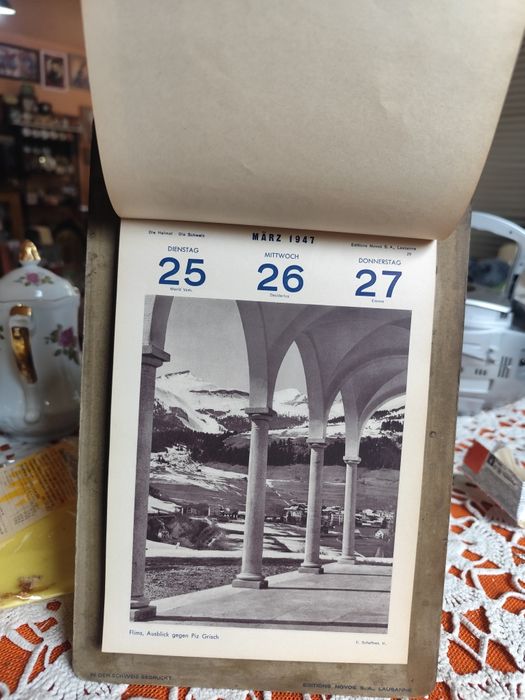 Die Heimat - Die Schweiz
MÄRZ 1947
Editions Novos S. A., Lausanne
DIENSTAG
MITTWOCH
DONNERSTAG
25
26
27
Desiderius
Flims, Ausblick gegen Piz Grisch
IN DER SCHWEIZ GEDRUCKT
EDITIONS NOVOS S.A., LAUSANNE